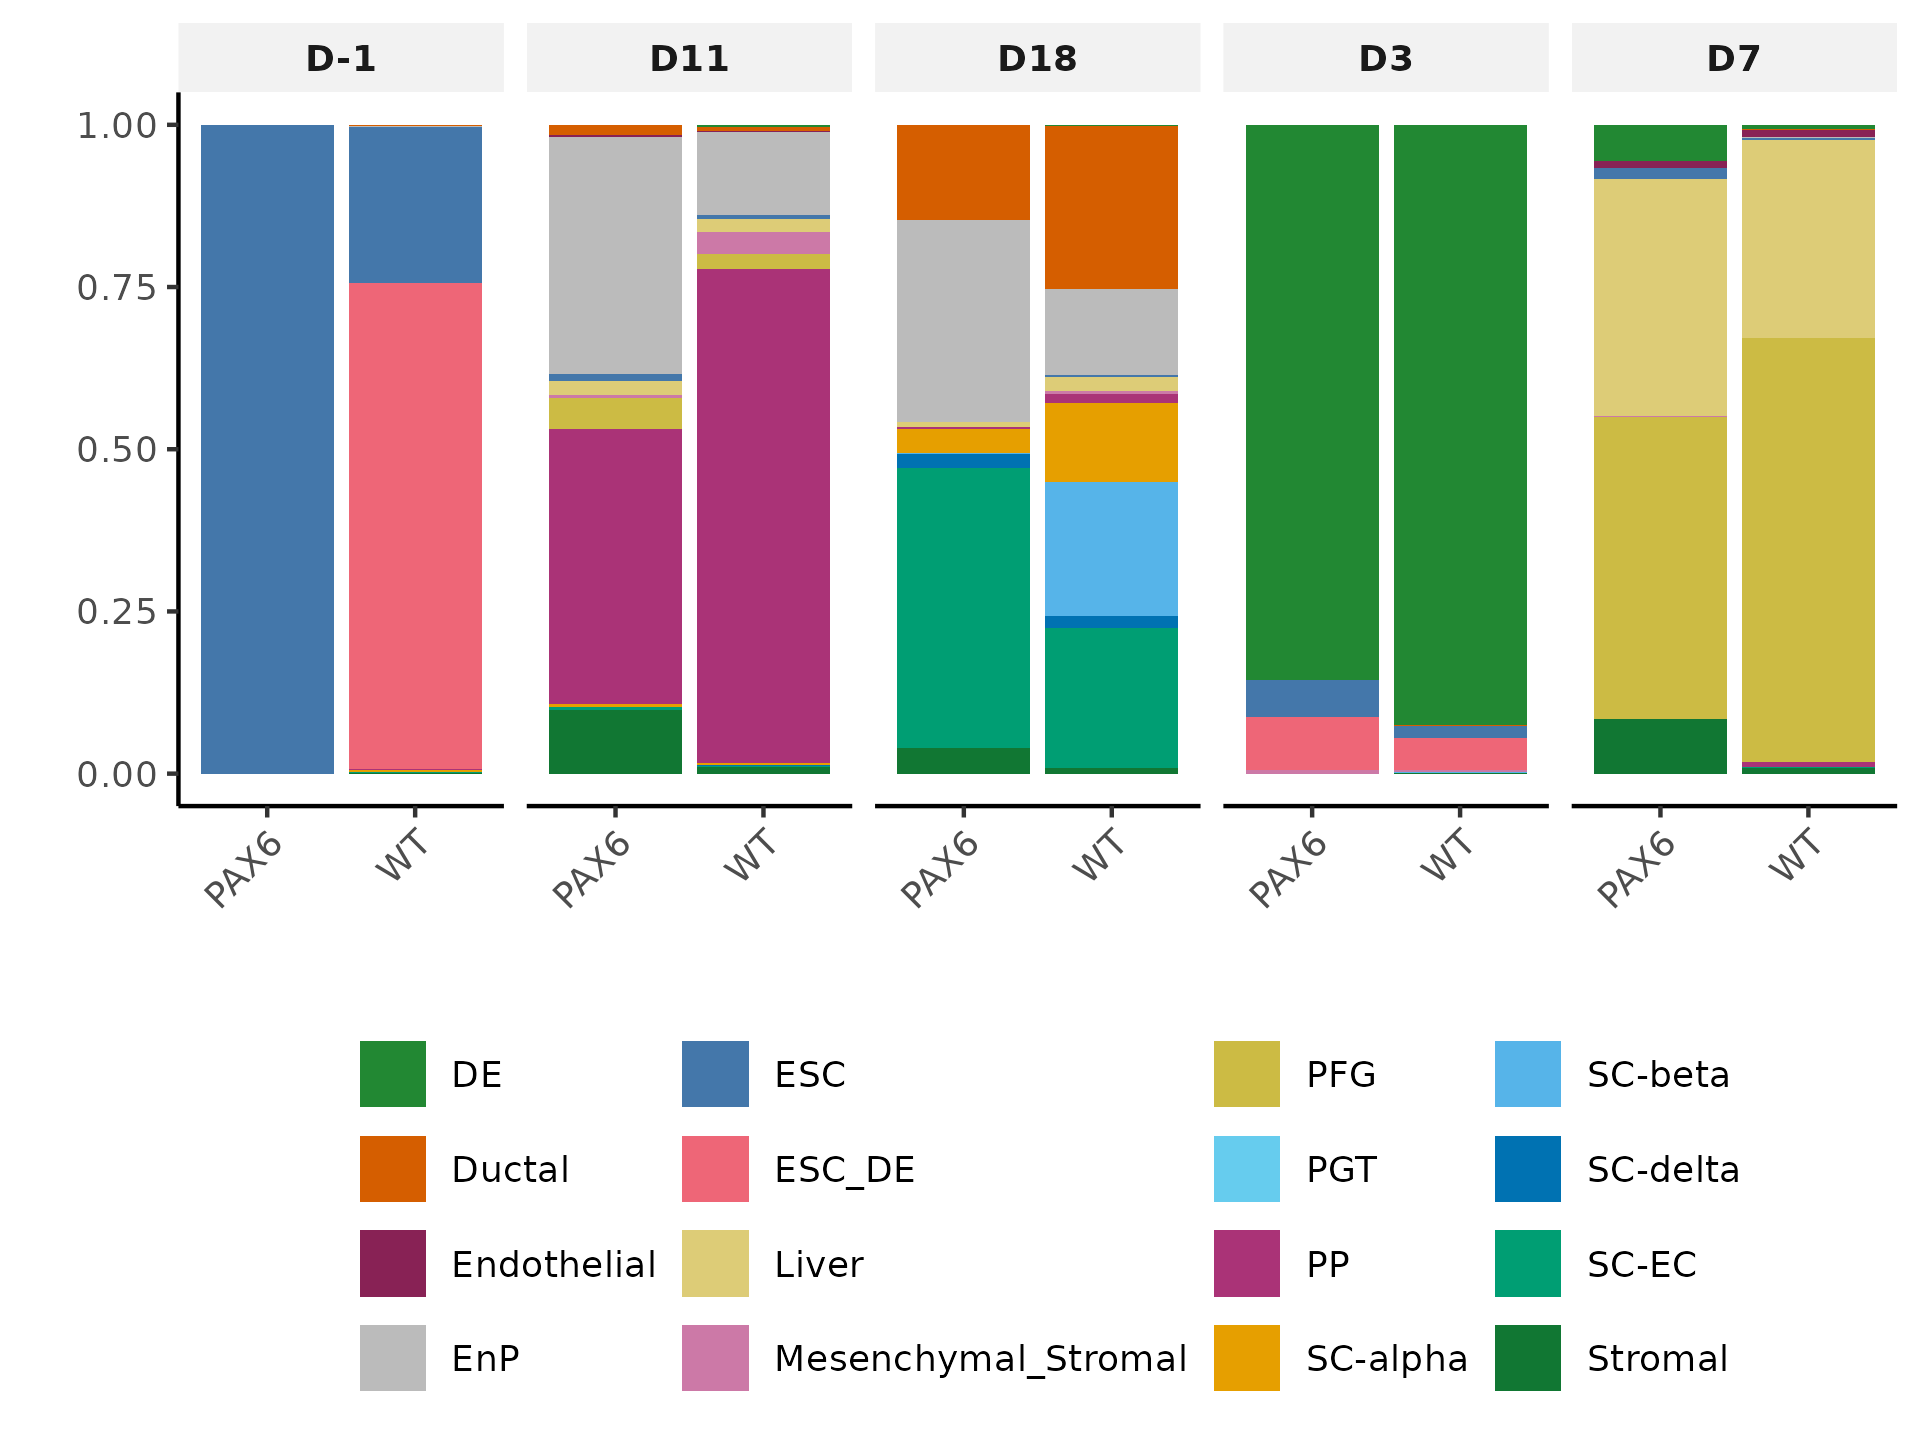 D-1 D11 D18 D3 D7
1.00
0.75
0.50
0.25
0.00
PAX6 WT PAX6 WT PAX6 WT PAX6 WT PAX6 WT
DE ESC PFG SC-beta
Ductal ESC_DE PGT SC-delta
Endothelial Liver PP SC-EC
EnP Mesenchymal_Stromal SC-alpha Stromal